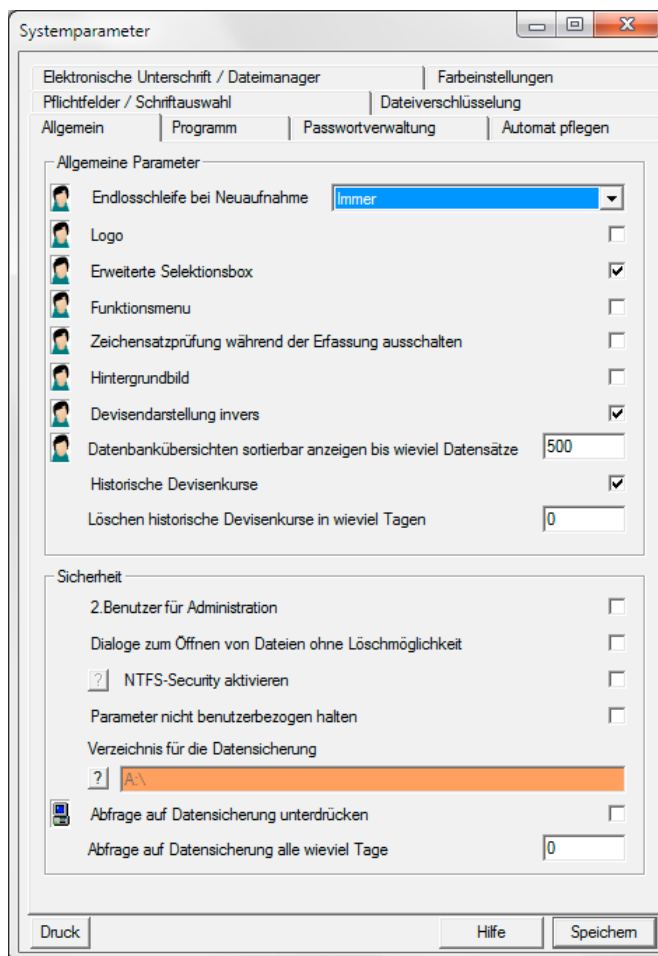 Systemparameter
Elektronische Unterschrift / Dateimanager
Farbeinstellungen
Pflichtfelder / Schriftauswahl
Dateiverschlüsselung
Allgemein
Programm
Passwortverwaltung
Automat pflegen
Allgemeine Parameter
Endlosschleife bei Neuaufnahme
Immer
Logo
Erweiterte Selektionsbox
Funktionsmenu
Zeichensatzprüfung während der Erfassung ausschalten
Hintergrundbild
Devisendarstellung invers
Datenbankübersichten sortierbar anzeigen bis wieviel Datensätze
500
Historische Devisenkurse
Löschen historische Devisenkurse in wieviel Tagen
0
Sicherheit
2.Benutzer für Administration
Dialoge zum Öffnen von Dateien ohne Löschmöglichkeit
?
NTFS-Security aktivieren
Parameter nicht benutzerbezogen halten
Verzeichnis für die Datensicherung
?
A:\
Abfrage auf Datensicherung unterdrücken
Abfrage auf Datensicherung alle wieviel Tage
0
Druck
Hilfe
Speichern